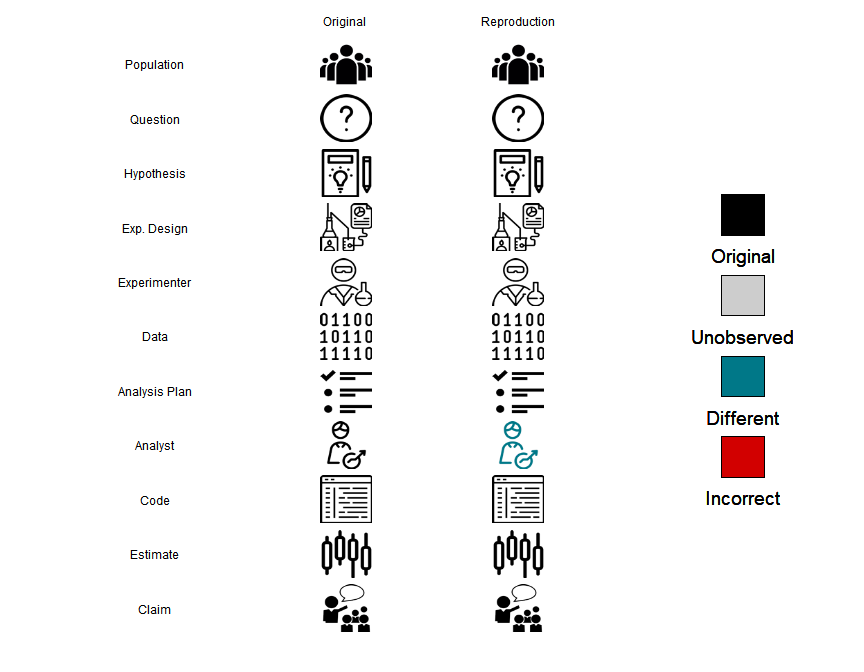 Original Reproduction
Population
Question
?
?
Hypothesis
Exp. Design
Experimenter
Data
01100
10110
11110
01100
10110
11110
Analysis Plan
Analyst
Code
Estimate
Claim
Original
Unobserved
Different
Incorrect